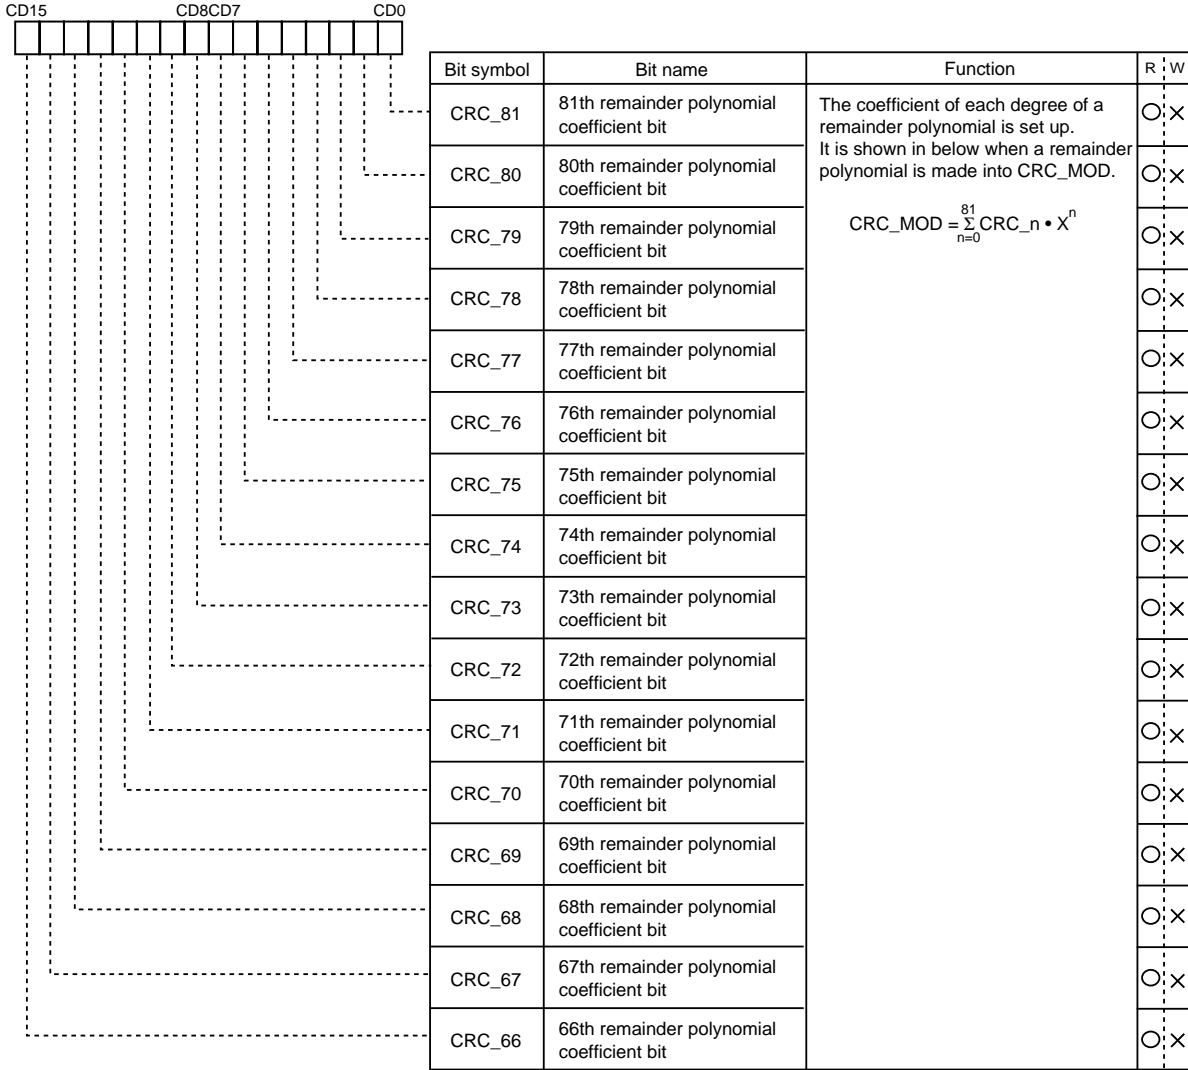 CD15 CD8CD7 CD0
Bit symbol Bit name Function R W
CRC_81 81th remainder polynomial
coefficient bit
The coefficient of each degree of a
remainder polynomial is set up.
It is shown in below when a remainder
polynomial is made into CRC_MOD.
CRC_MOD = Σ CRC_n • X^n
81
n=0
○ ×
CRC_80 80th remainder polynomial
coefficient bit
○ ×
CRC_79 79th remainder polynomial
coefficient bit
○ ×
CRC_78 78th remainder polynomial
coefficient bit
○ ×
CRC_77 77th remainder polynomial
coefficient bit
○ ×
CRC_76 76th remainder polynomial
coefficient bit
○ ×
CRC_75 75th remainder polynomial
coefficient bit
○ ×
CRC_74 74th remainder polynomial
coefficient bit
○ ×
CRC_73 73th remainder polynomial
coefficient bit
○ ×
CRC_72 72th remainder polynomial
coefficient bit
○ ×
CRC_71 71th remainder polynomial
coefficient bit
○ ×
CRC_70 70th remainder polynomial
coefficient bit
○ ×
CRC_69 69th remainder polynomial
coefficient bit
○ ×
CRC_68 68th remainder polynomial
coefficient bit
○ ×
CRC_67 67th remainder polynomial
coefficient bit
○ ×
CRC_66 66th remainder polynomial
coefficient bit
○ ×